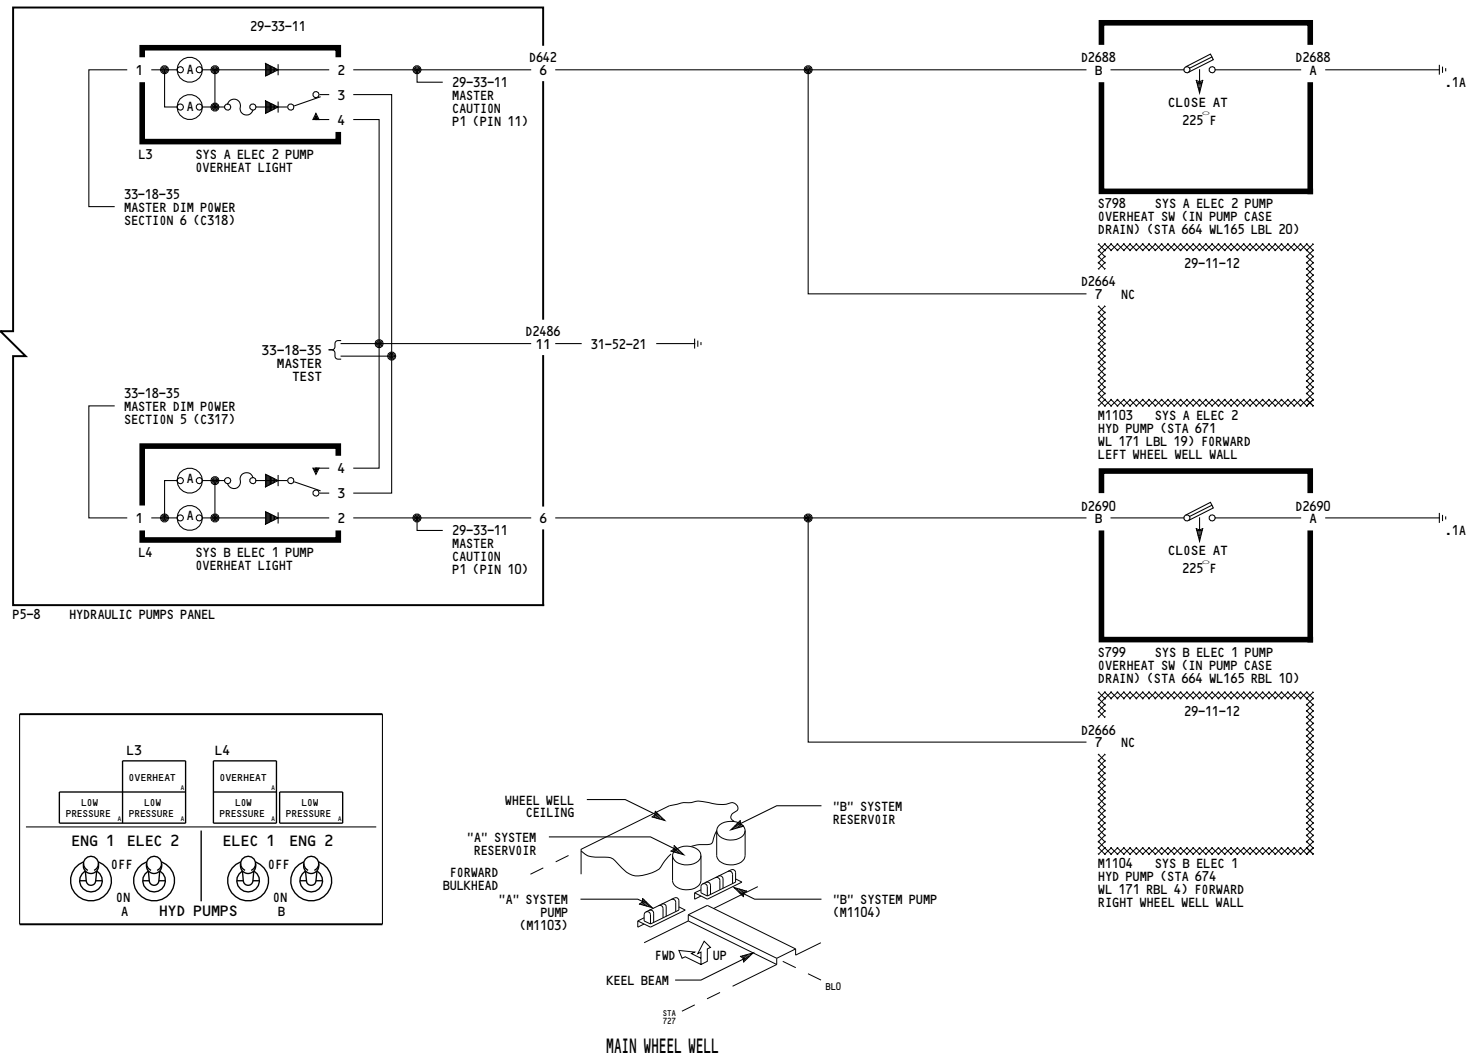 29-33-11
1
A
2
A
3
4
L3
SYS A ELEC 2 PUMP
OVERHEAT LIGHT
33-18-35
MASTER DIM POWER
SECTION 6 (C318)
29-33-11
MASTER
CAUTION
P1 (PIN 11)
D642
6
D2688
B
D2688
A
CLOSE AT
225°F
.1A
S798 SYS A ELEC 2 PUMP
OVERHEAT SW (IN PUMP CASE
DRAIN) (STA 664 WL165 LBL 20)
29-11-12
D2664
7 NC
M1103 SYS A ELEC 2
HYD PUMP (STA 671
WL 171 LBL 19) FORWARD
LEFT WHEEL WELL WALL
33-18-35
MASTER
TEST
D2486
11
31-52-21
33-18-35
MASTER DIM POWER
SECTION 5 (C317)
A
4
3
1
A
2
L4
SYS B ELEC 1 PUMP
OVERHEAT LIGHT
29-33-11
MASTER
CAUTION
P1 (PIN 10)
6
P5-8 HYDRAULIC PUMPS PANEL
D2690
B
D2690
A
CLOSE AT
225°F
.1A
S799 SYS B ELEC 1 PUMP
OVERHEAT SW (IN PUMP CASE
DRAIN) (STA 664 WL165 RBL 10)
29-11-12
D2666
7 NC
M1104 SYS B ELEC 1
HYD PUMP (STA 674
WL 171 RBL 4) FORWARD
RIGHT WHEEL WELL WALL
L3 L4
OVERHEAT A
OVERHEAT A
LOW
PRESSURE A
LOW
PRESSURE A
LOW
PRESSURE A
LOW
PRESSURE A
ENG 1 ELEC 2 ELEC 1 ENG 2
OFF OFF
ON ON
A HYD PUMPS B
WHEEL WELL
CEILING
"A" SYSTEM
RESERVOIR
FORWARD
BULKHEAD
"A" SYSTEM
PUMP
(M1103)
"B" SYSTEM
RESERVOIR
"B" SYSTEM PUMP
(M1104)
FWD UP
KEEL BEAM
BL0
STA
727
MAIN WHEEL WELL